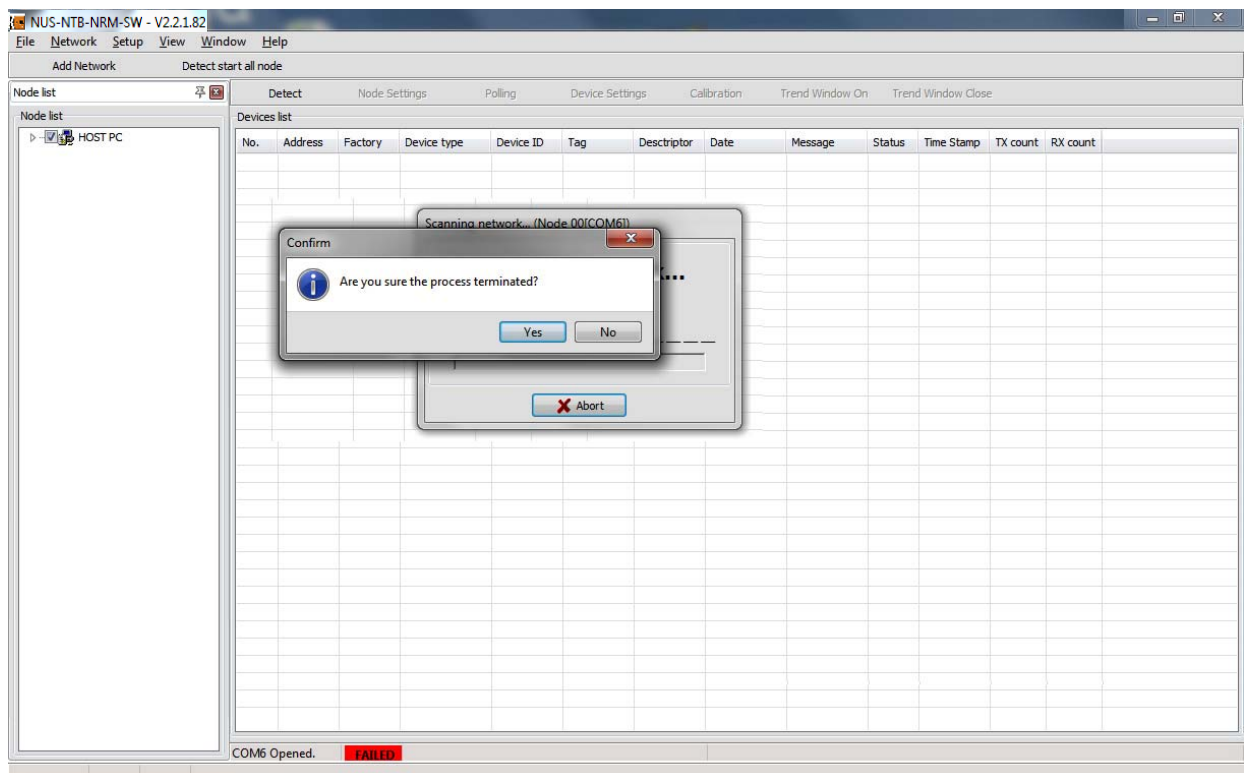 NUS-NTB-NRM-SW - V2.2.1.82
File Network Setup View Window Help
Add Network Detect start all node
Node list
Detect Node Settings Polling Device Settings Calibration Trend Window On Trend Window Close
Node list
Devices list
HOST PC
No. Address Factory Device type Device ID Tag Desctriptor Date Message Status Time Stamp TX count RX count
Scanning network... (Node 00[COM6])
Confirm
Are you sure the process terminated?
Yes No
Abort
COM6 Opened. FAILED